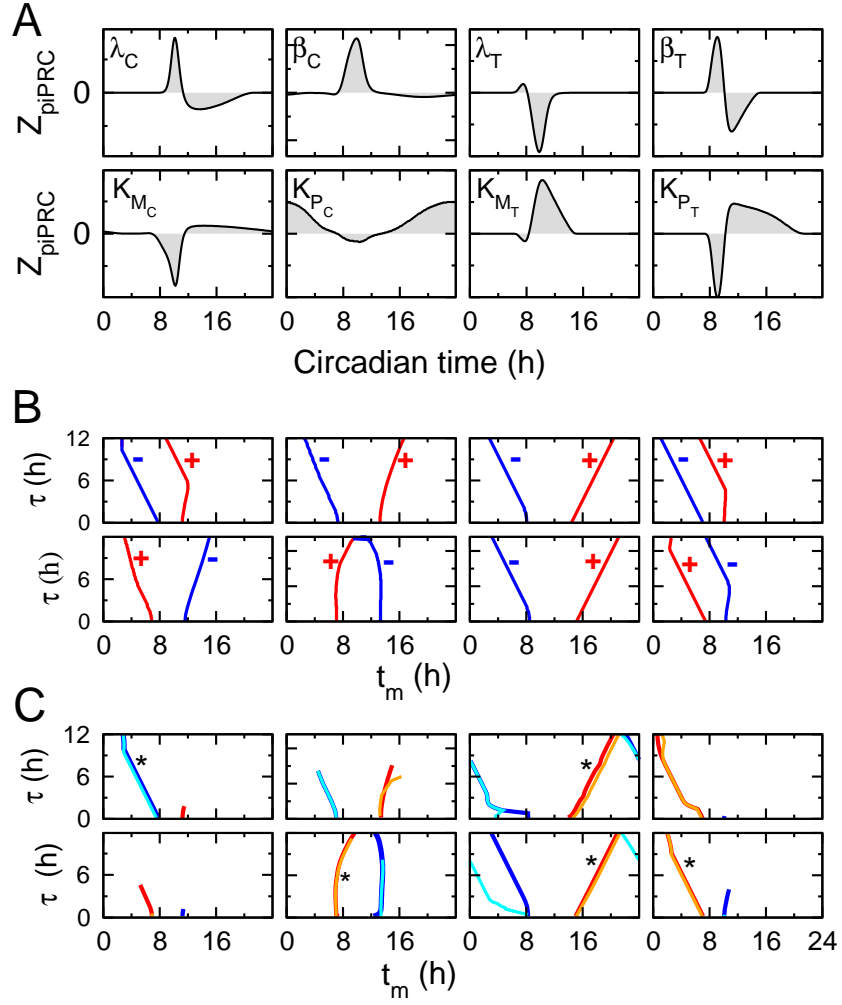 A
λC βC λT βT
ZpiPRC 0
KMC KPC KMT KPT
ZpiPRC 0
0 8 16 0 8 16 0 8 16 0 8 16 24
Circadian time (h)
B
12 - + - + - + - +
τ (h) 6
0
τ (h) 6 + - + - - + + -
0
0 8 16 0 8 16 0 8 16 0 8 16 24
tm (h)
C
12 * *
τ (h) 6
0
τ (h) 6 * * *
0
0 8 16 0 8 16 0 8 16 0 8 16 24
tm (h)